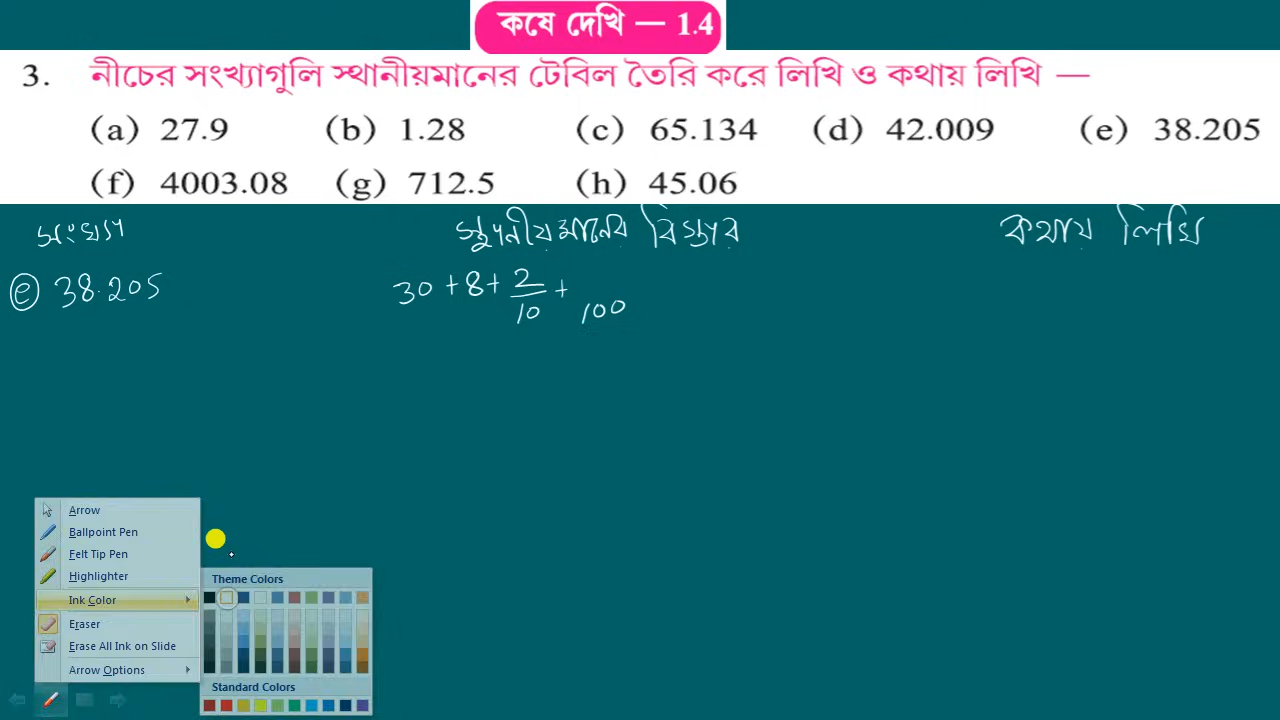 কষে দেখি — 1.4
3. নীচের সংখ্যাগুলি স্থানীয়মানের টেবিল তৈরি করে লিখি ও কথায় লিখি —
(a) 27.9 (b) 1.28 (c) 65.134 (d) 42.009 (e) 38.205
(f) 4003.08 (g) 712.5 (h) 45.06
সংখ্যা স্থানীয়মানের বিস্তার কথায় লিখি
(e) 38.205 30 + 8 + 2/10 + 100
Arrow
Ballpoint Pen
Felt Tip Pen
Highlighter
Ink Color
Eraser
Erase All Ink on Slide
Arrow Options
Theme Colors
Standard Colors